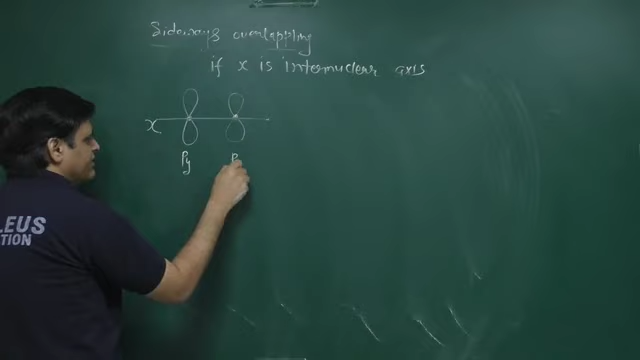 Sideways overlapping
if x is internuclear axis
x
Py P
LEUS
TION